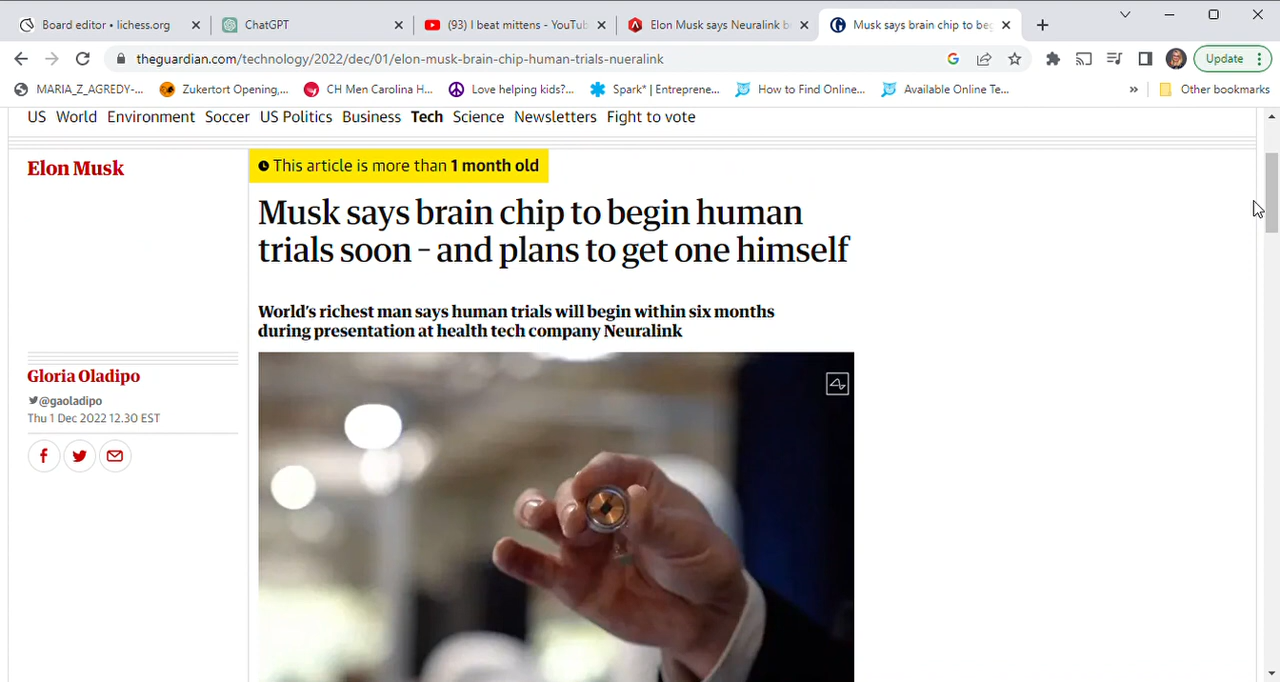 Board editor • lichess.org
ChatGPT
(93) I beat mittens - YouTub
Elon Musk says Neuralink b
Musk says brain chip to beg
theguardian.com/technology/2022/dec/01/elon-musk-brain-chip-human-trials-nueralink
Update
MARIA_Z_AGREDY-...
Zukertort Opening,...
CH Men Carolina H...
Love helping kids?...
Spark* | Entreprene...
How to Find Online...
Available Online Te...
»
Other bookmarks
US World Environment Soccer US Politics Business Tech Science Newsletters Fight to vote
Elon Musk
This article is more than 1 month old
Musk says brain chip to begin human
trials soon – and plans to get one himself
World's richest man says human trials will begin within six months
during presentation at health tech company Neuralink
Gloria Oladipo
@gaoladipo
Thu 1 Dec 2022 12.30 EST